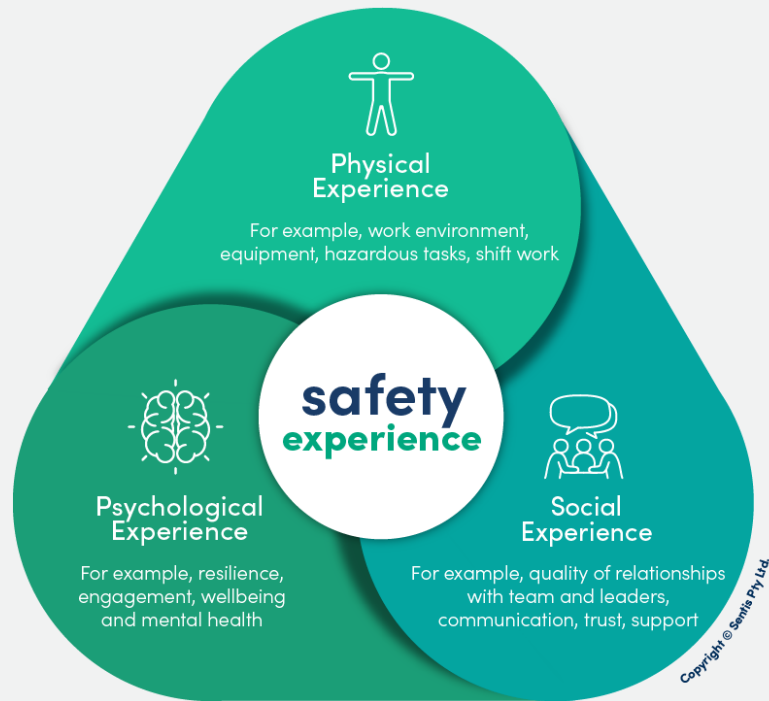 Physical
Experience
For example, work environment,
equipment, hazardous tasks, shift work
safety
experience
Psychological
Experience
For example, resilience,
engagement, wellbeing
and mental health
Social
Experience
For example, quality of relationships
with team and leaders,
communication, trust, support
Copyright © Sentis Pty Ltd.